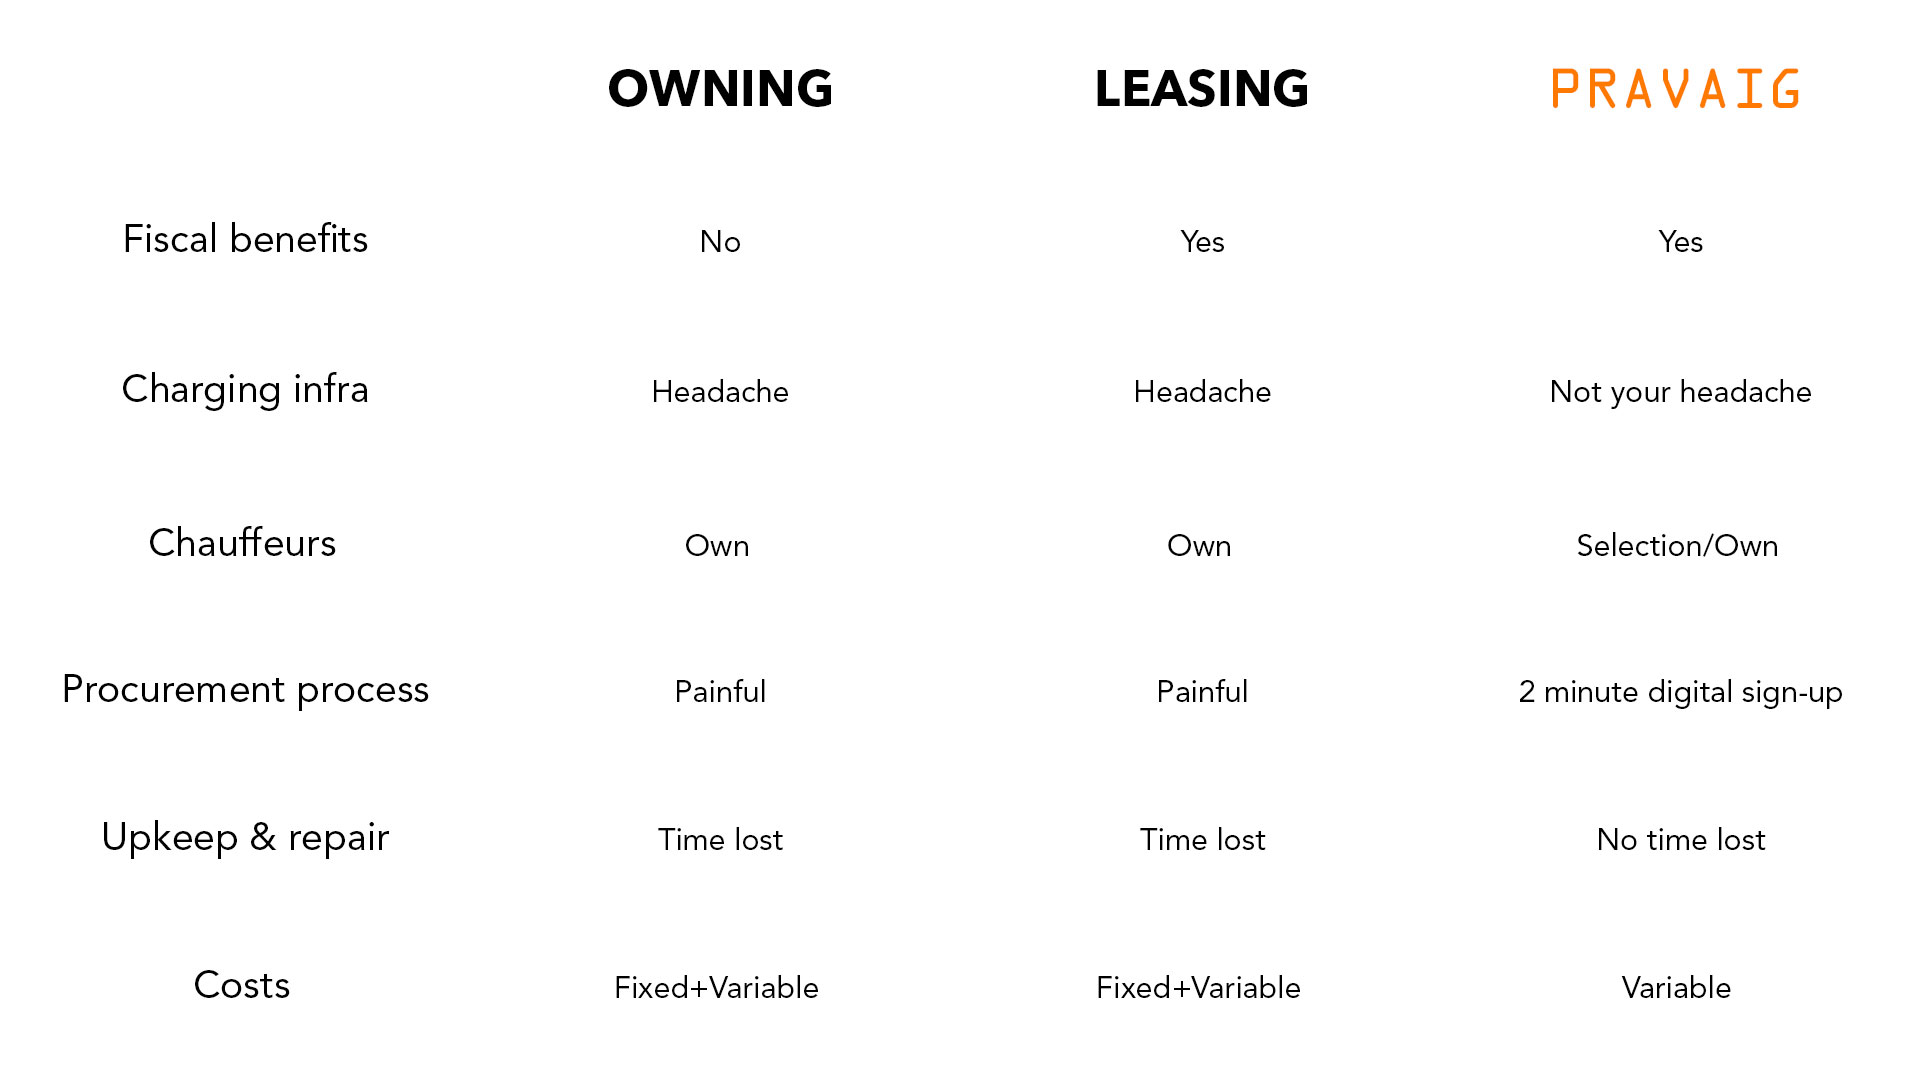 OWNING LEASING PRAVAIG
Fiscal benefits No Yes Yes
Charging infra Headache Headache Not your headache
Chauffeurs Own Own Selection/Own
Procurement process Painful Painful 2 minute digital sign-up
Upkeep & repair Time lost Time lost No time lost
Costs Fixed+Variable Fixed+Variable Variable